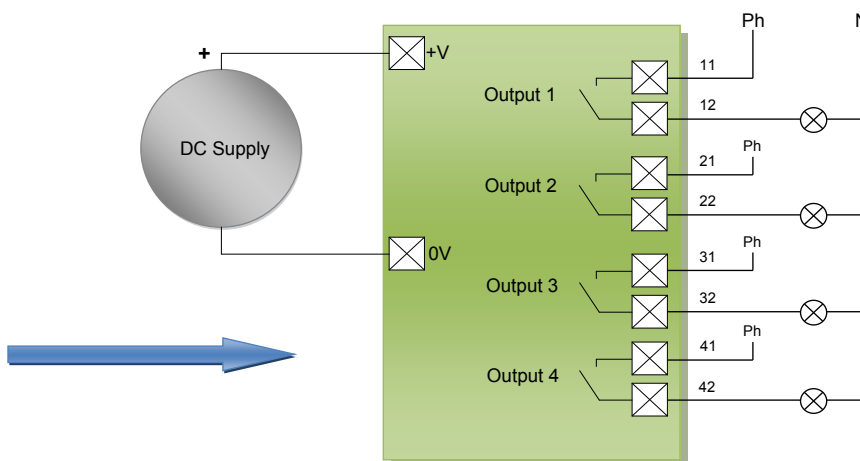 Ph
N
+
+V
11
Output 1
12
DC Supply
21
Ph
Output 2
22
0V
31
Ph
Output 3
32
41
Ph
Output 4
42